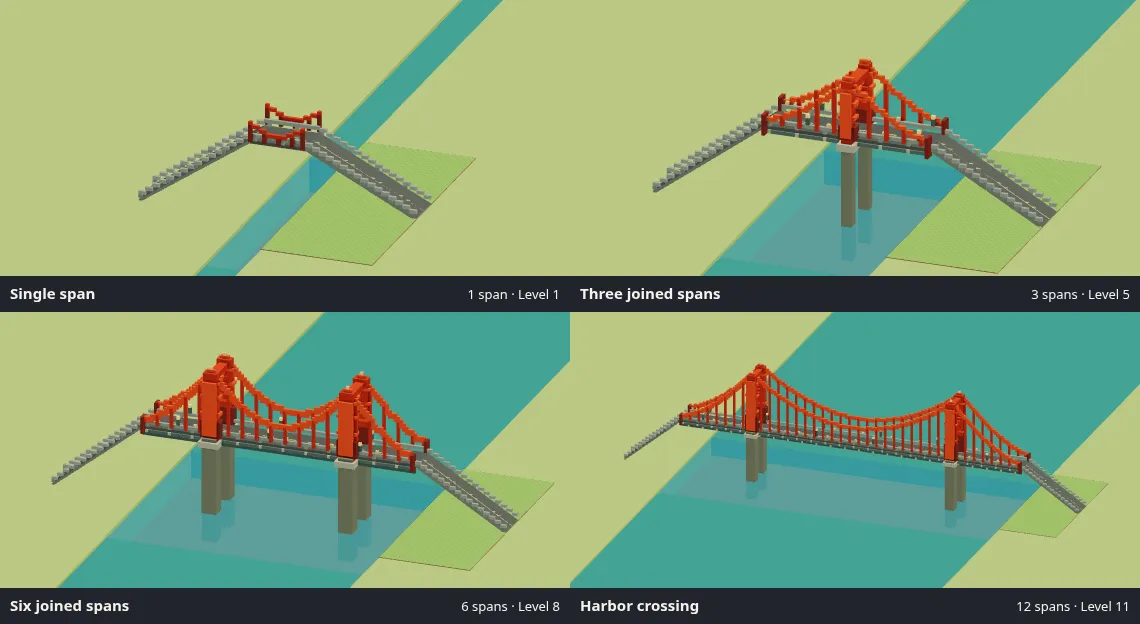 Single span
1 span · Level 1
Three joined spans
3 spans · Level 5
Six joined spans
6 spans · Level 8
Harbor crossing
12 spans · Level 11